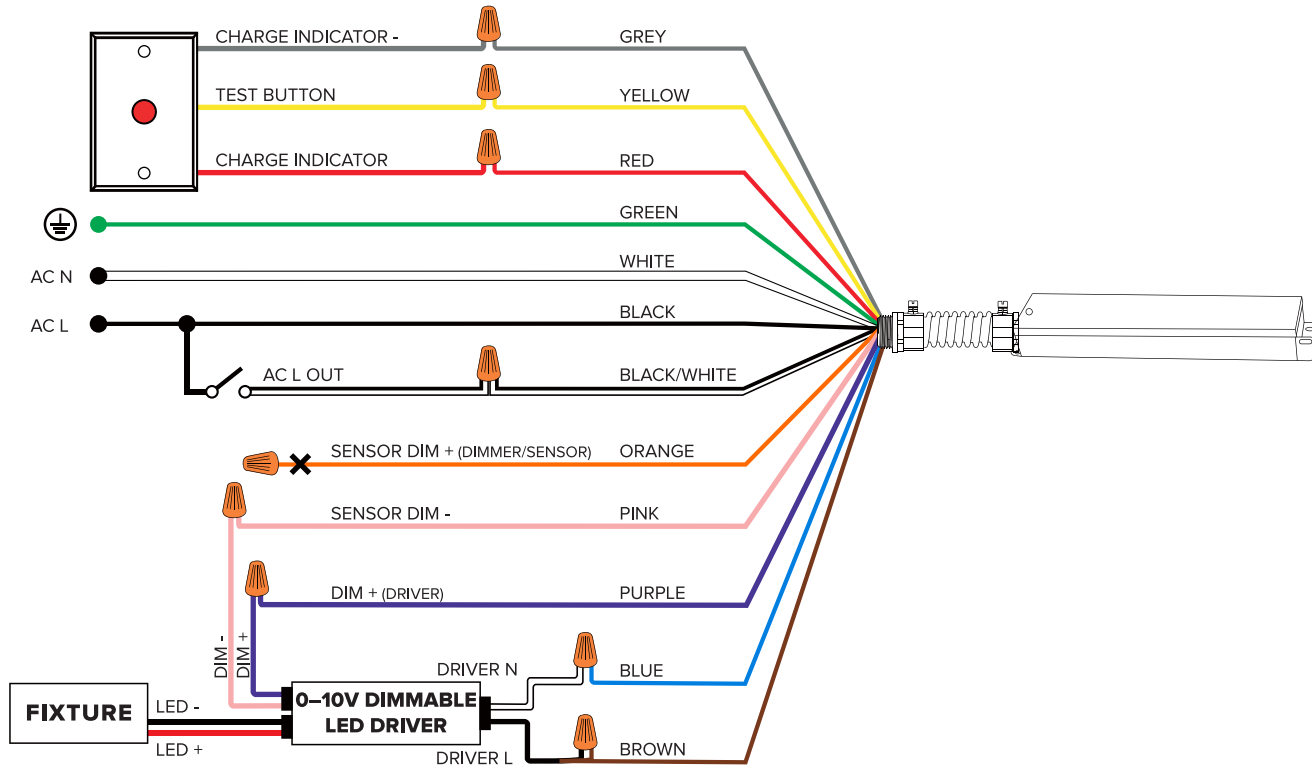 CHARGE INDICATOR - GREY
TEST BUTTON YELLOW
CHARGE INDICATOR RED
GREEN
AC N WHITE
AC L BLACK
AC L OUT BLACK/WHITE
SENSOR DIM + (DIMMER/SENSOR) ORANGE
SENSOR DIM - PINK
DIM + (DRIVER) PURPLE
DIM -
DIM +
DRIVER N BLUE
FIXTURE
LED -
LED +
0–10V DIMMABLE
LED DRIVER
DRIVER L BROWN